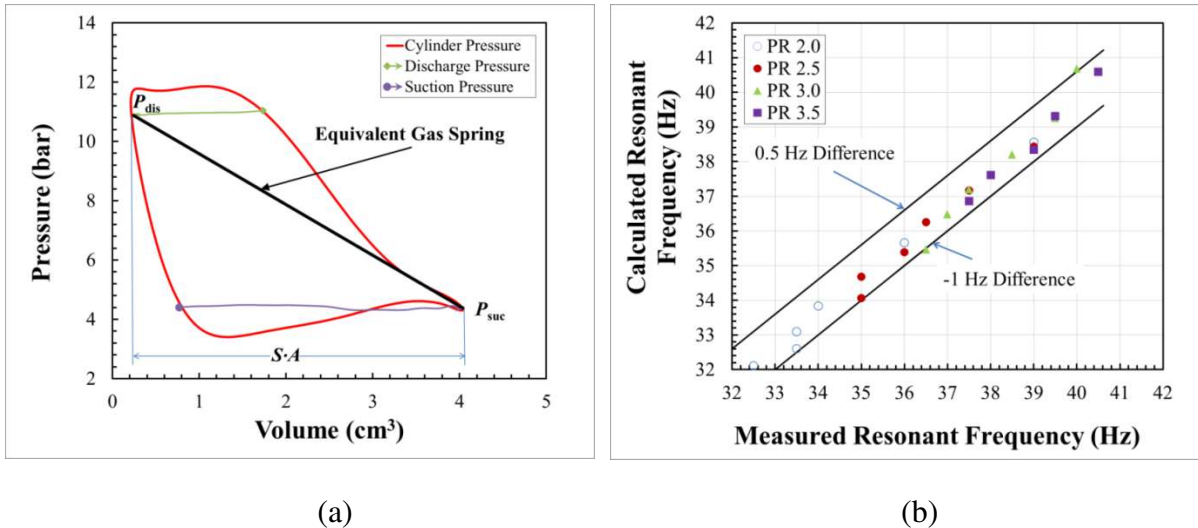 14
12
10
8
6
4
2
0
1
2
3
4
5
Pressure (bar)
Volume (cm³)
Cylinder Pressure
Discharge Pressure
Suction Pressure
P_dis
Equivalent Gas Spring
P_suc
S·A
42
41
40
39
38
37
36
35
34
33
32
32 33 34 35 36 37 38 39 40 41 42
Calculated Resonant
Frequency (Hz)
Measured Resonant Frequency (Hz)
PR 2.0
PR 2.5
PR 3.0
PR 3.5
0.5 Hz Difference
-1 Hz Difference
(a)
(b)